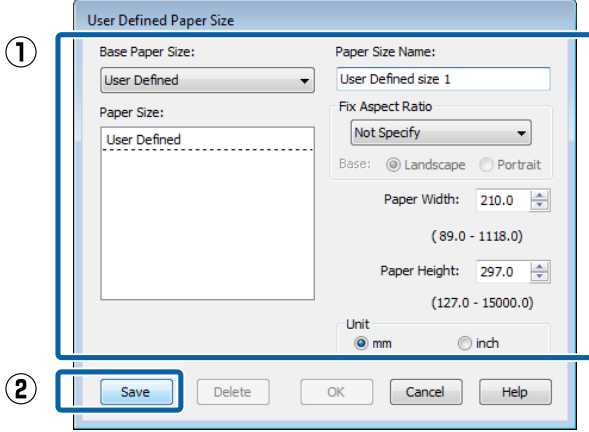 User Defined Paper Size
①
Base Paper Size:
User Defined
Paper Size:
User Defined
Paper Size Name:
User Defined size 1
Fix Aspect Ratio
Not Specify
Base: Landscape Portrait
Paper Width: 210.0
( 89.0 - 1118.0)
Paper Height: 297.0
(127.0 - 15000.0)
Unit
mm inch
②
Save Delete OK Cancel Help